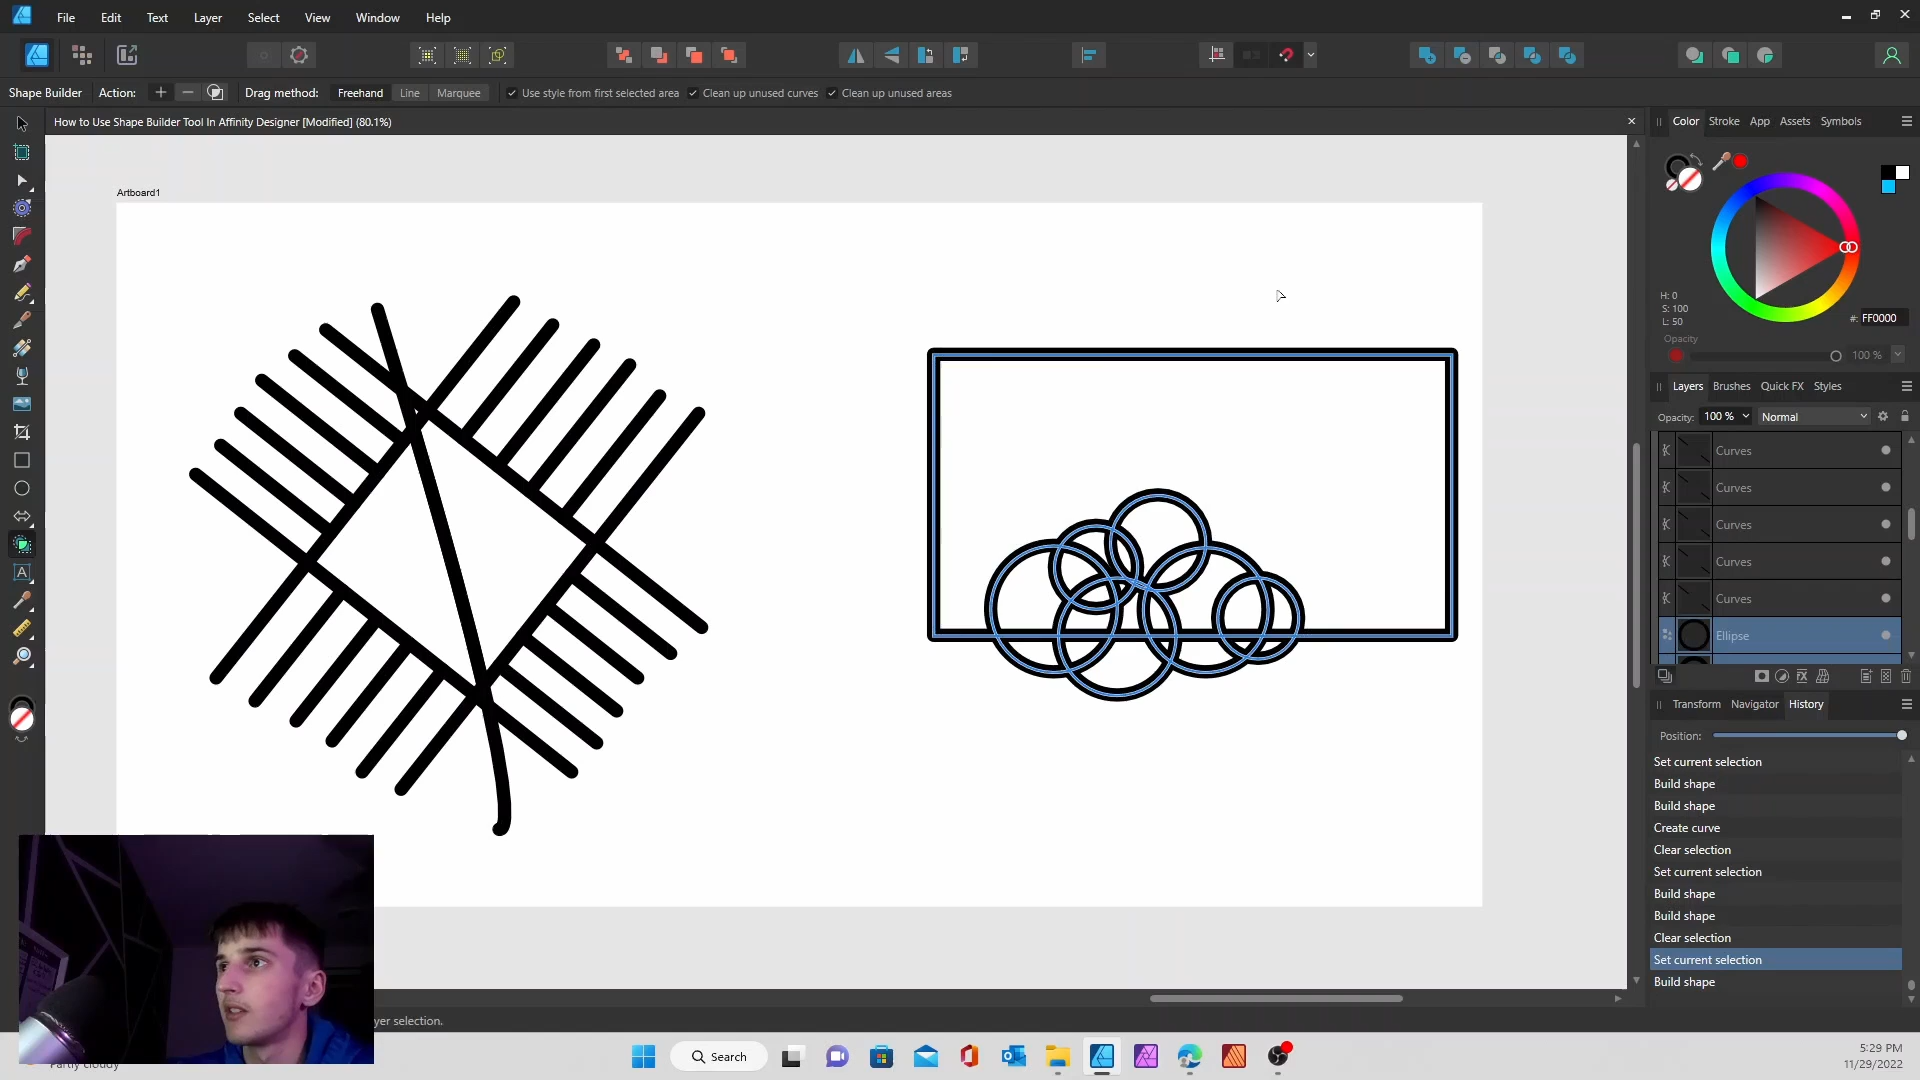 File Edit Text Layer Select View Window Help
Shape Builder Action: Drag method: Freehand Line Marquee Use style from first selected area Clean up unused curves Clean up unused areas
How to Use Shape Builder Tool In Affinity Designer [Modified] (80.1%)
Artboard1
Color Stroke App Assets Symbols
H: 0
S: 100
L: 50
#: FF0000
Opacity
100 %
Layers Brushes Quick FX Styles
Opacity: 100 % Normal
Curves
Curves
Curves
Curves
Curves
Ellipse
Transform Navigator History
Position:
Set current selection
Build shape
Build shape
Create curve
Clear selection
Set current selection
Build shape
Build shape
Clear selection
Set current selection
Build shape
yer selection.
Search
Partly cloudy
5:29 PM
11/29/2022